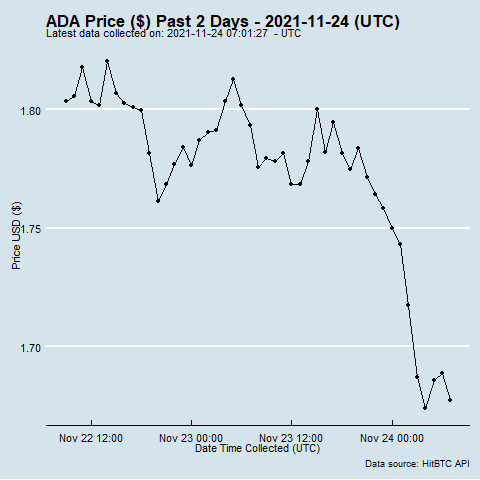 ADA Price ($) Past 2 Days - 2021-11-24 (UTC)
Latest data collected on: 2021-11-24 07:01:27 - UTC
1.80
1.75
1.70
Price USD ($)
Nov 22 12:00 Nov 23 00:00 Nov 23 12:00 Nov 24 00:00
Date Time Collected (UTC)
Data source: HitBTC API